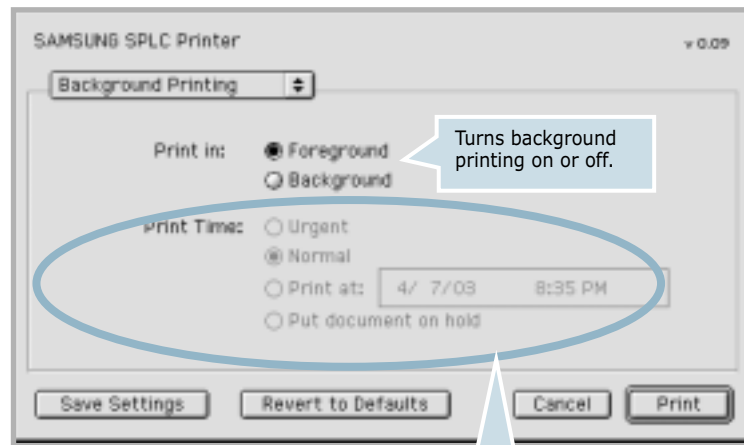 SAMSUNG SPLC Printer v 0.09
Background Printing
Print in: Foreground
Background
Turns background
printing on or off.
Print Time: Urgent
Normal
Print at: 4/ 7/03 8:35 PM
Put document on hold
Save Settings Revert to Defaults Cancel Print